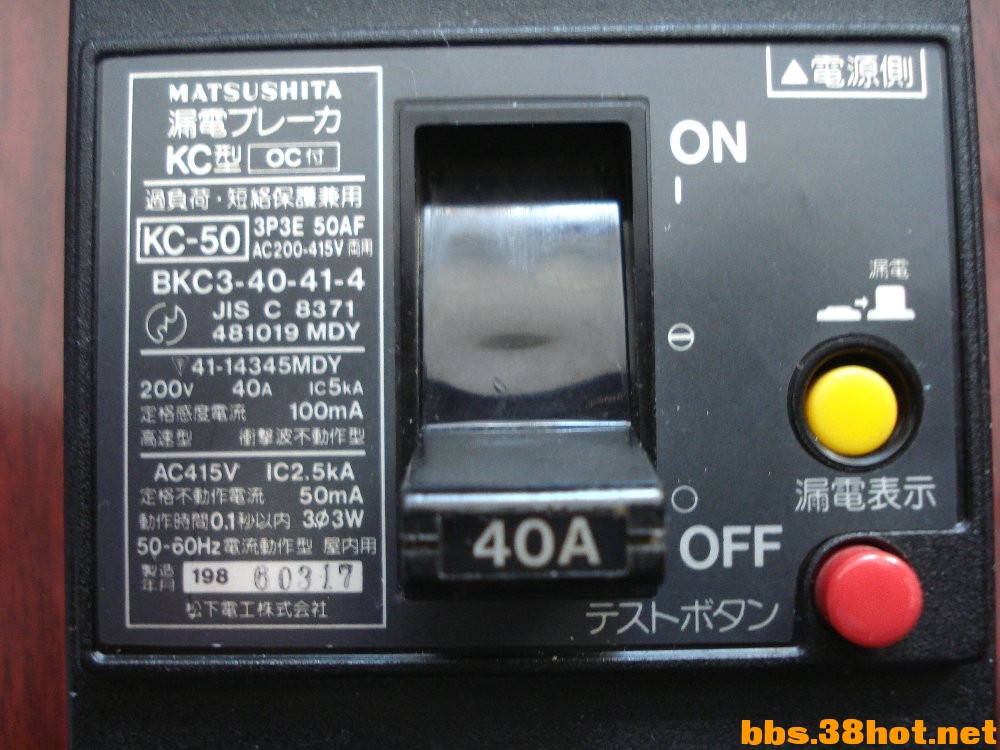 MATSUSHITA
漏電ブレーカ
KC型 OC付
過負荷・短絡保護兼用
KC-50 3P3E 50AF
AC200-415V 両用
BKC3-40-41-4
JIS C 8371
481019 MDY
41-14345MDY
200V 40A IC5kA
定格感度電流 100mA
高速型 衝撃波不動作型
AC415V IC2.5kA
定格不動作電流 50mA
動作時間0.1秒以内 3φ3W
50-60Hz 電流動作型 屋内用
製造年月 198 60317
松下電工株式会社
▲電源側
ON
I
漏電
漏電表示
40A
○
OFF
テストボタン
bbs.38hot.net